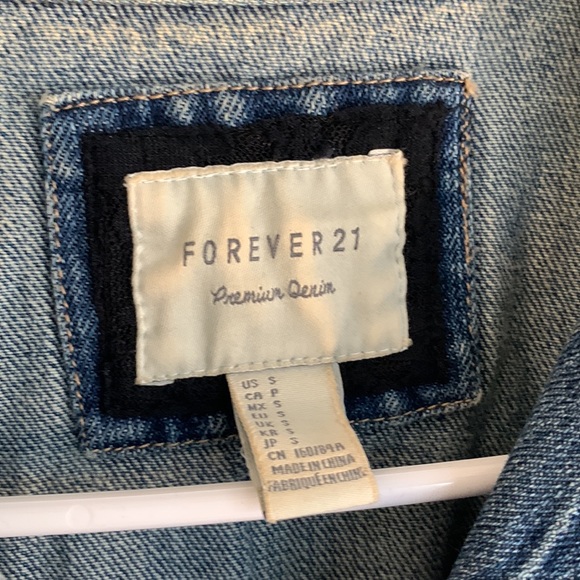 FOREVER 21
Premium Denim
US S
CA P
MX S
EU S
UK S
KR S
JP S
CN 160/84A
MADE IN CHINA
FABRIQUÉ EN CHINE